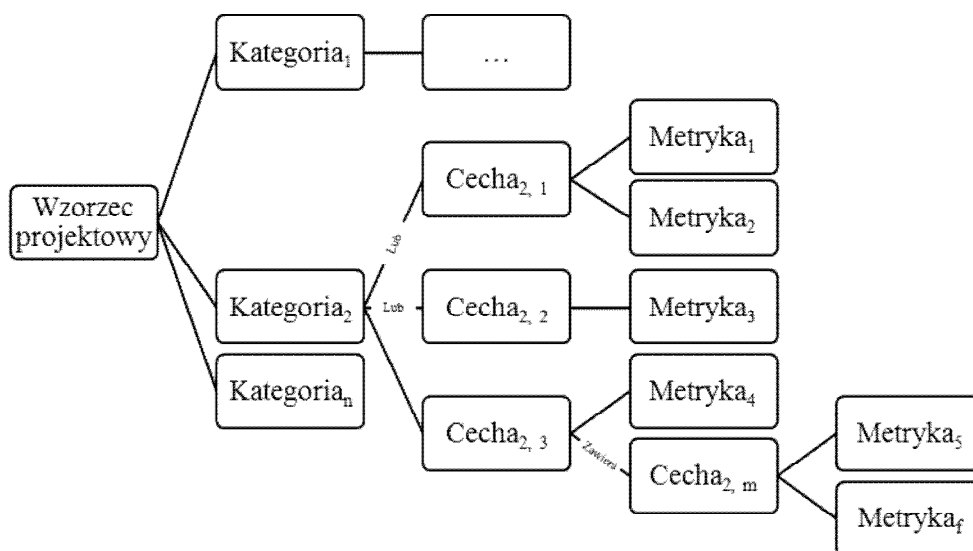 Kategoria₁
…
Metryka₁
Cecha₂, ₁
Metryka₂
Wzorzec
projektowy
Lub
Kategoria₂
Lub
Cecha₂, ₂
Metryka₃
Kategoriaₙ
Metryka₄
Cecha₂, ₃
Zawiera
Cecha₂, ₘ
Metryka₅
Metryka_f